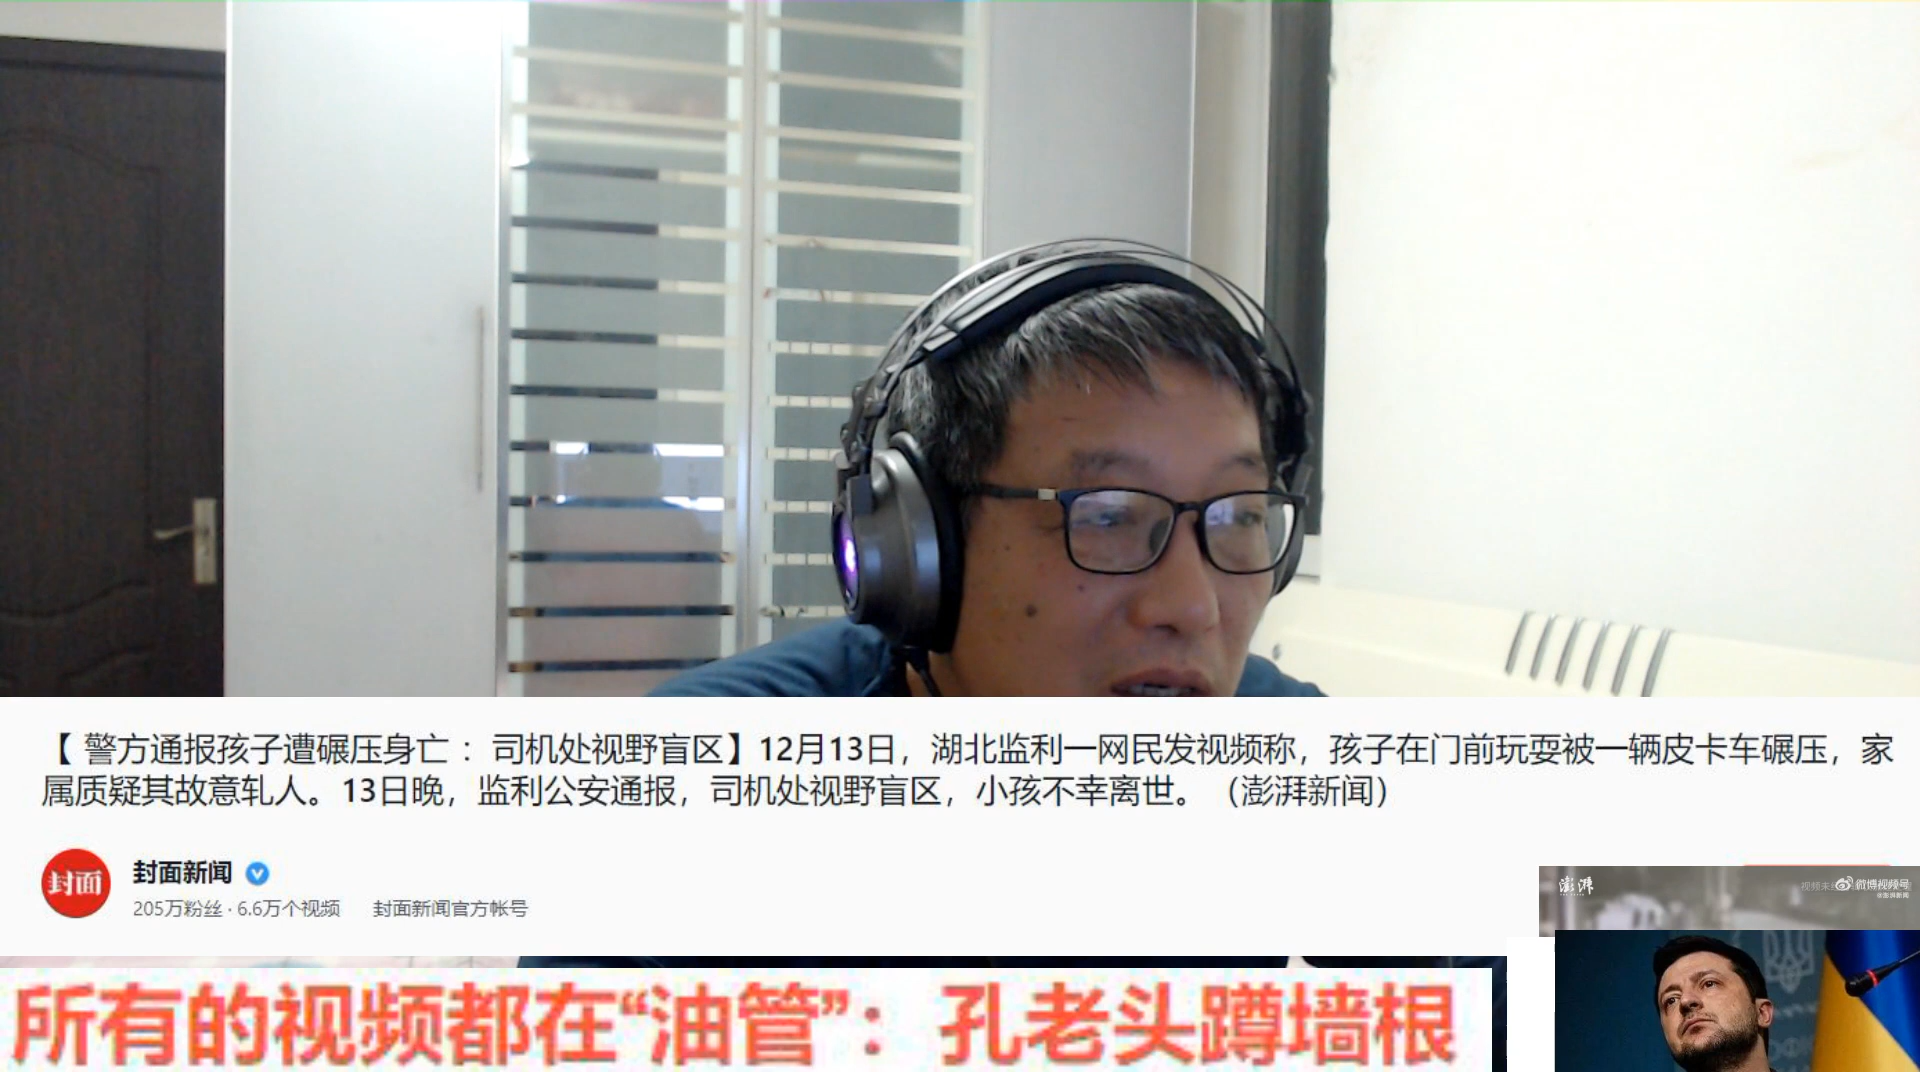 【 警方通报孩子遭碾压身亡 ：司机处视野盲区】12月13日，湖北监利一网民发视频称，孩子在门前玩耍被一辆皮卡车碾压，家
属质疑其故意轧人。13日晚，监利公安通报，司机处视野盲区，小孩不幸离世。（澎湃新闻）
封面
封面新闻
205万粉丝 · 6.6万个视频 封面新闻官方帐号
澎湃
微博视频号
@澎湃新闻
所有的视频都在“油管”：孔老头蹲墙根